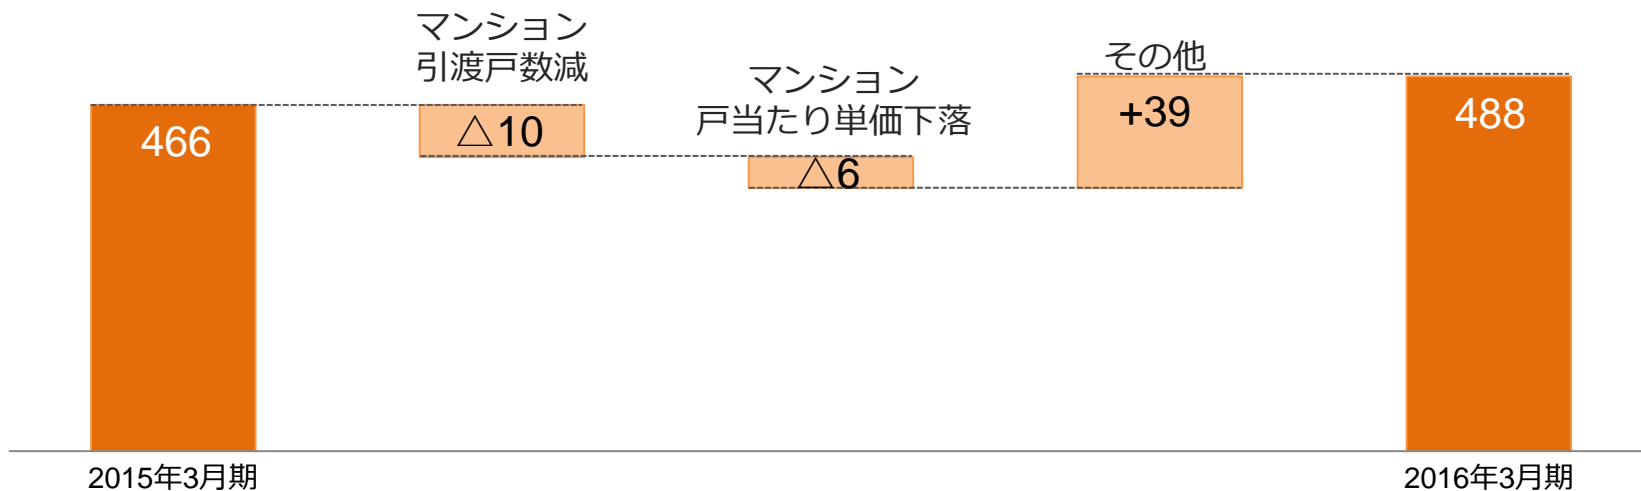 マンション
引渡戸数減
マンション
戸当たり単価下落
その他
466
△10
△6
+39
488
2015年3月期
2016年3月期